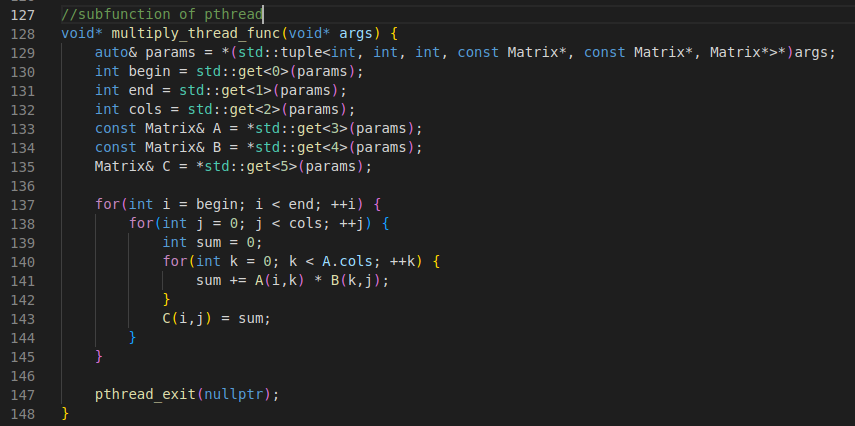 127 //subfunction of pthread
128 void* multiply_thread_func(void* args) {
129     auto& params = *(std::tuple<int, int, int, const Matrix*, const Matrix*, Matrix*>*)args;
130     int begin = std::get<0>(params);
131     int end = std::get<1>(params);
132     int cols = std::get<2>(params);
133     const Matrix& A = *std::get<3>(params);
134     const Matrix& B = *std::get<4>(params);
135     Matrix& C = *std::get<5>(params);
136
137     for(int i = begin; i < end; ++i) {
138         for(int j = 0; j < cols; ++j) {
139             int sum = 0;
140             for(int k = 0; k < A.cols; ++k) {
141                 sum += A(i,k) * B(k,j);
142             }
143             C(i,j) = sum;
144         }
145     }
146
147     pthread_exit(nullptr);
148 }